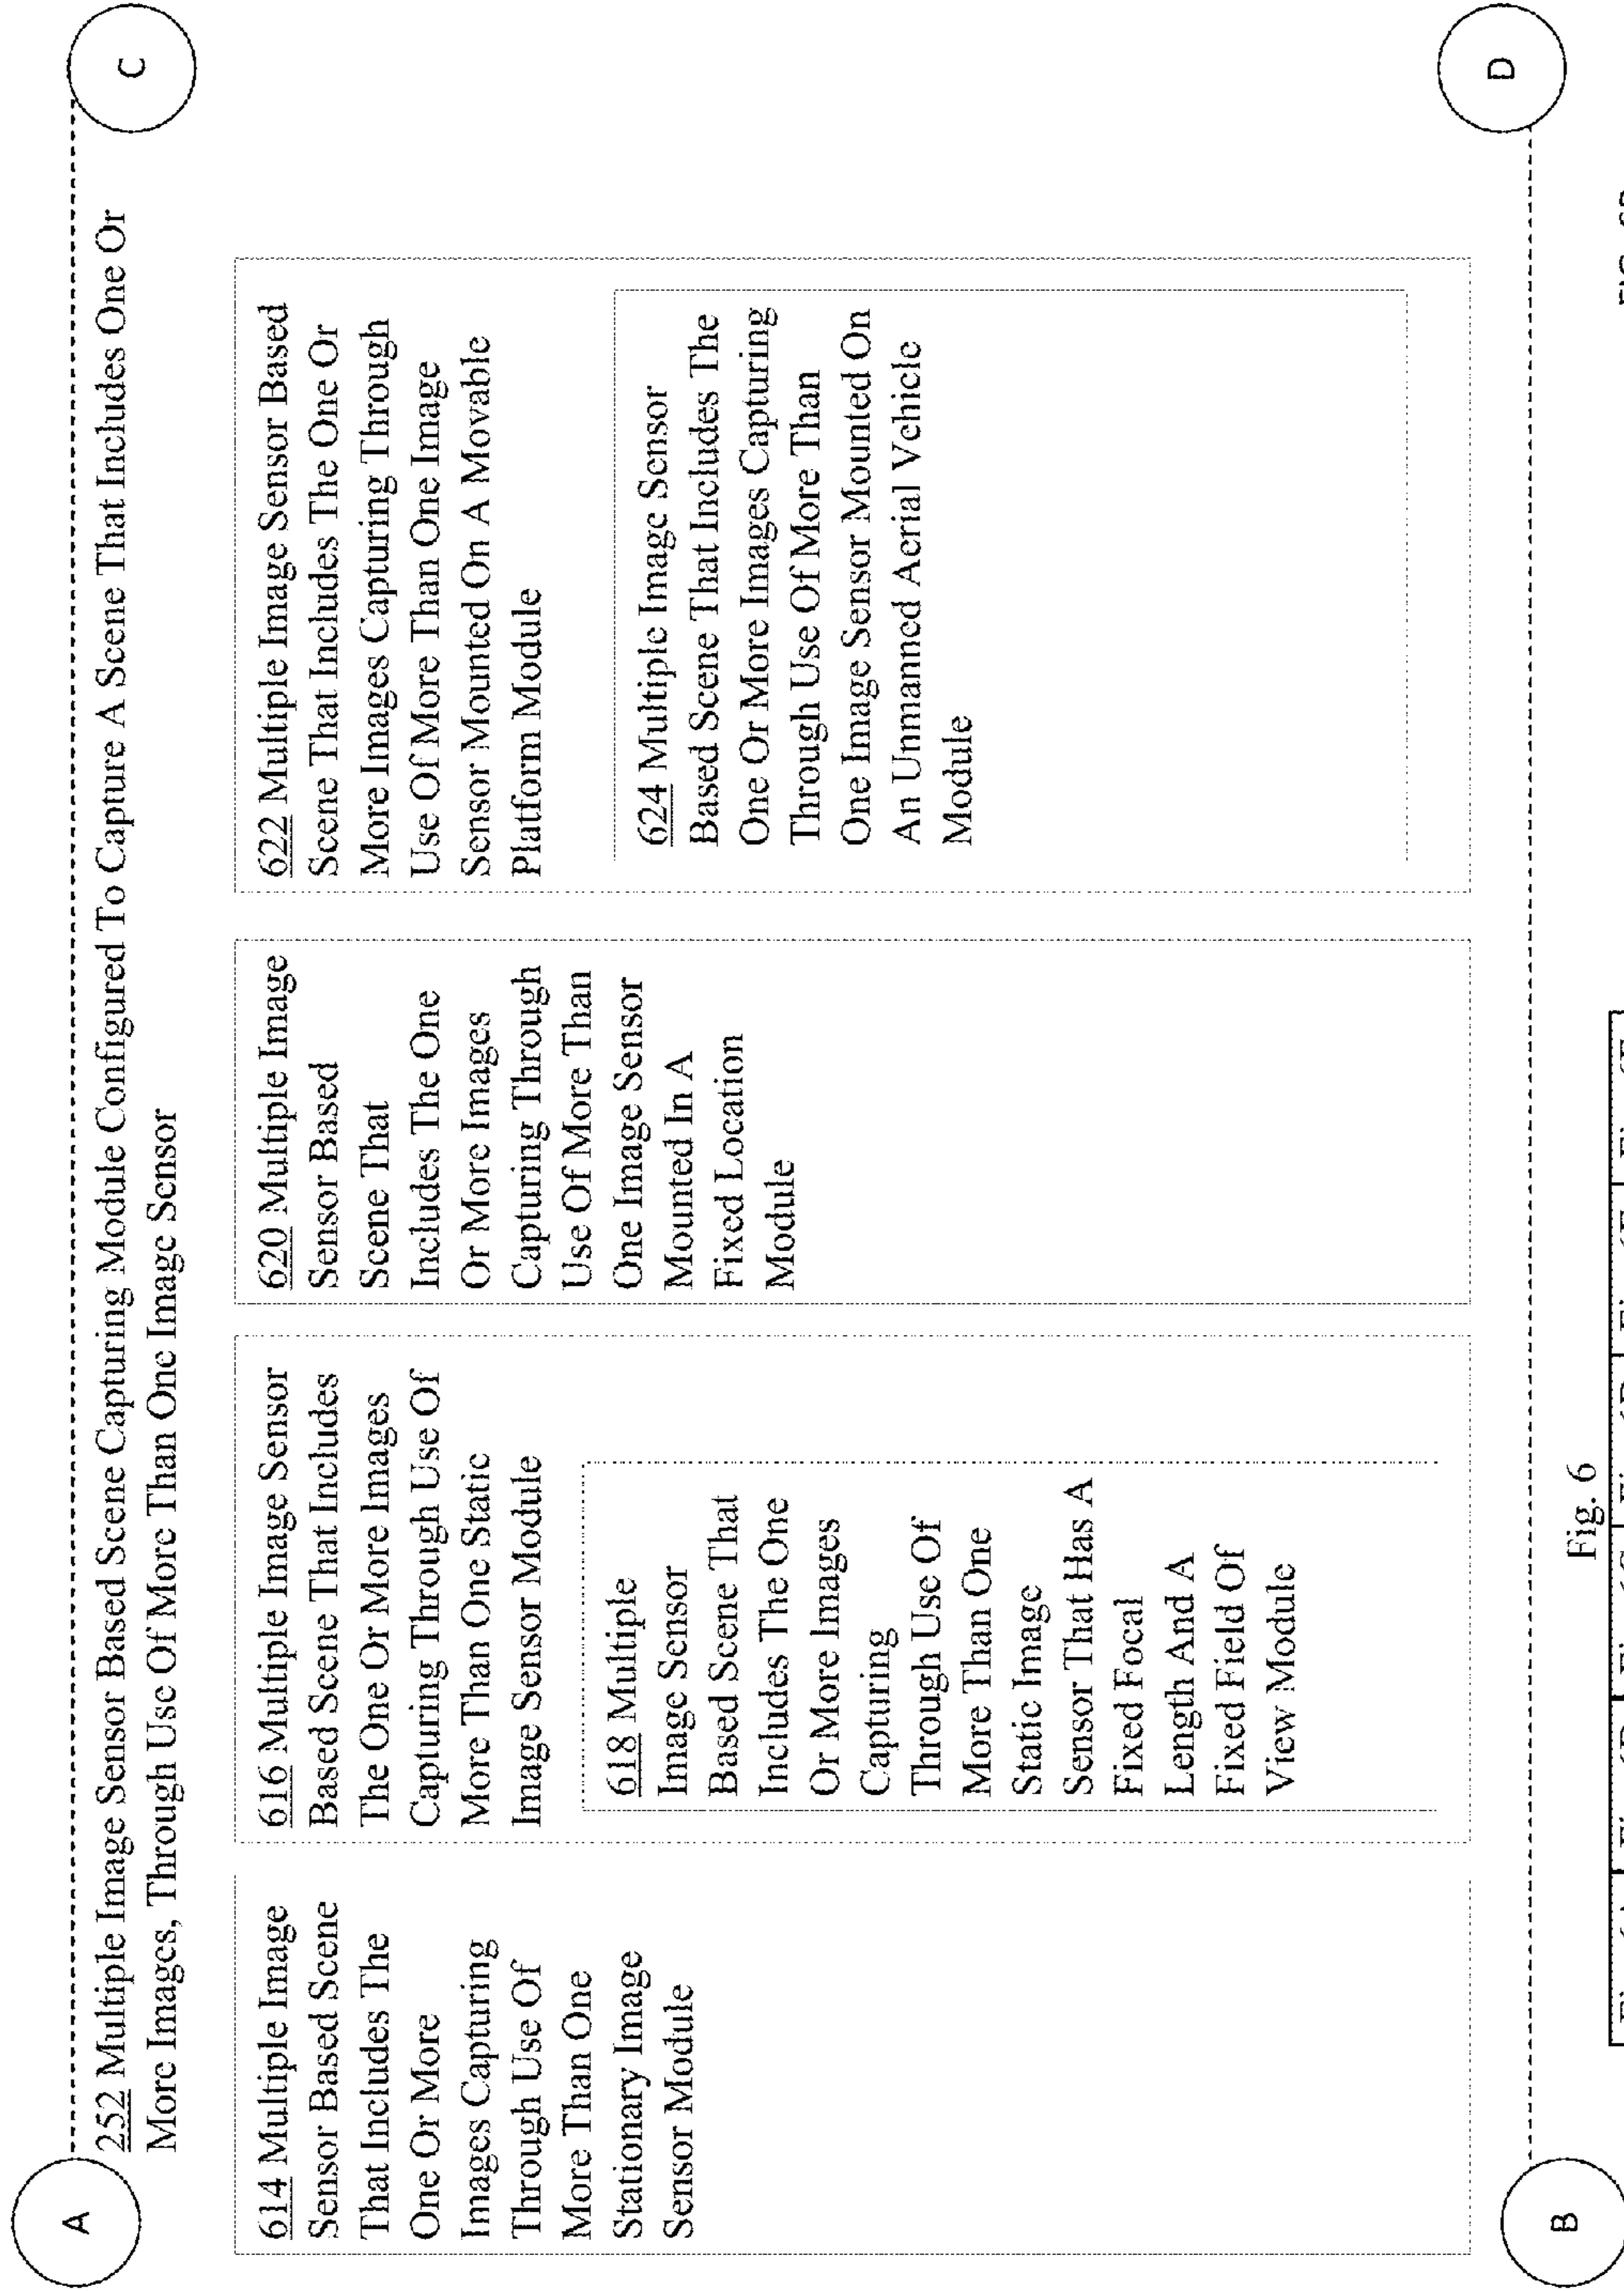 A
C
252 Multiple Image Sensor Based Scene Capturing Module Configured To Capture A Scene That Includes One Or
More Images, Through Use Of More Than One Image Sensor
614 Multiple Image
Sensor Based Scene
That Includes The
One Or More
Images Capturing
Through Use Of
More Than One
Stationary Image
Sensor Module
616 Multiple Image Sensor
Based Scene That Includes
The One Or More Images
Capturing Through Use Of
More Than One Static
Image Sensor Module
618 Multiple
Image Sensor
Based Scene That
Includes The One
Or More Images
Capturing
Through Use Of
More Than One
Static Image
Sensor That Has A
Fixed Focal
Length And A
Fixed Field Of
View Module
620 Multiple Image
Sensor Based
Scene That
Includes The One
Or More Images
Capturing Through
Use Of More Than
One Image Sensor
Mounted In A
Fixed Location
Module
622 Multiple Image Sensor Based
Scene That Includes The One Or
More Images Capturing Through
Use Of More Than One Image
Sensor Mounted On A Movable
Platform Module
624 Multiple Image Sensor
Based Scene That Includes The
One Or More Images Capturing
Through Use Of More Than
One Image Sensor Mounted On
An Unmanned Aerial Vehicle
Module
B
D
Fig. 6